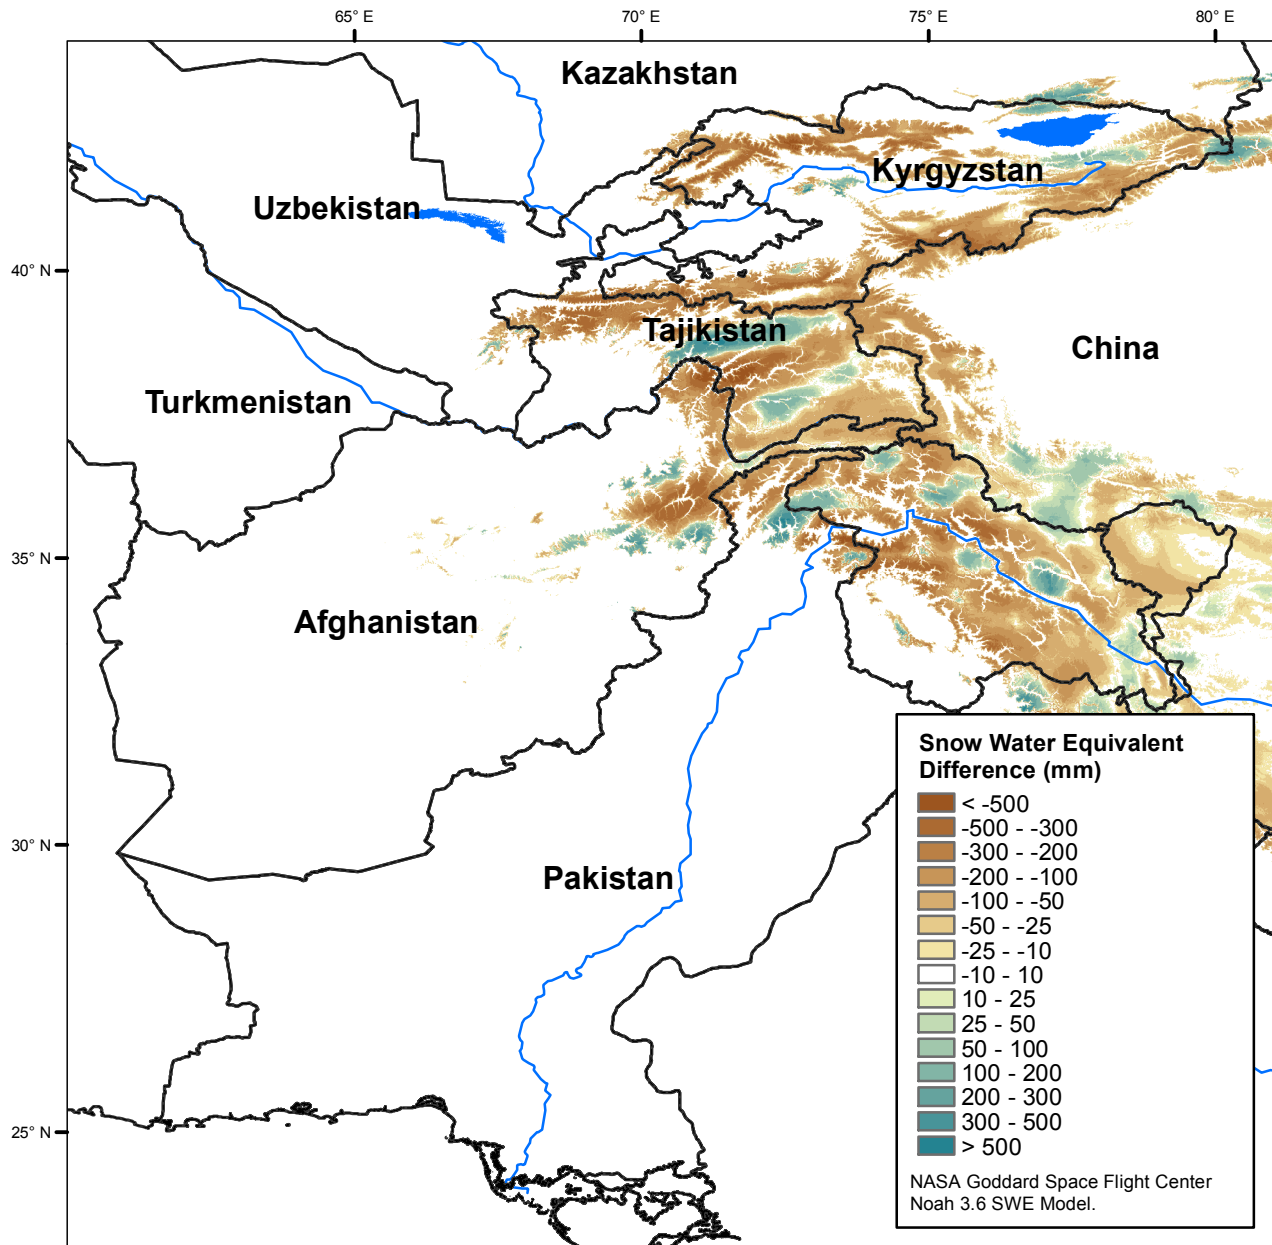 65° E
70° E
75° E
80° E
Kazakhstan
Kyrgyzstan
Uzbekistan
40° N
Tajikistan
China
Turkmenistan
35° N
Afghanistan
30° N
Pakistan
25° N
Snow Water Equivalent
Difference (mm)
< -500
-500 - -300
-300 - -200
-200 - -100
-100 - -50
-50 - -25
-25 - -10
-10 - 10
10 - 25
25 - 50
50 - 100
100 - 200
200 - 300
300 - 500
> 500
NASA Goddard Space Flight Center
Noah 3.6 SWE Model.